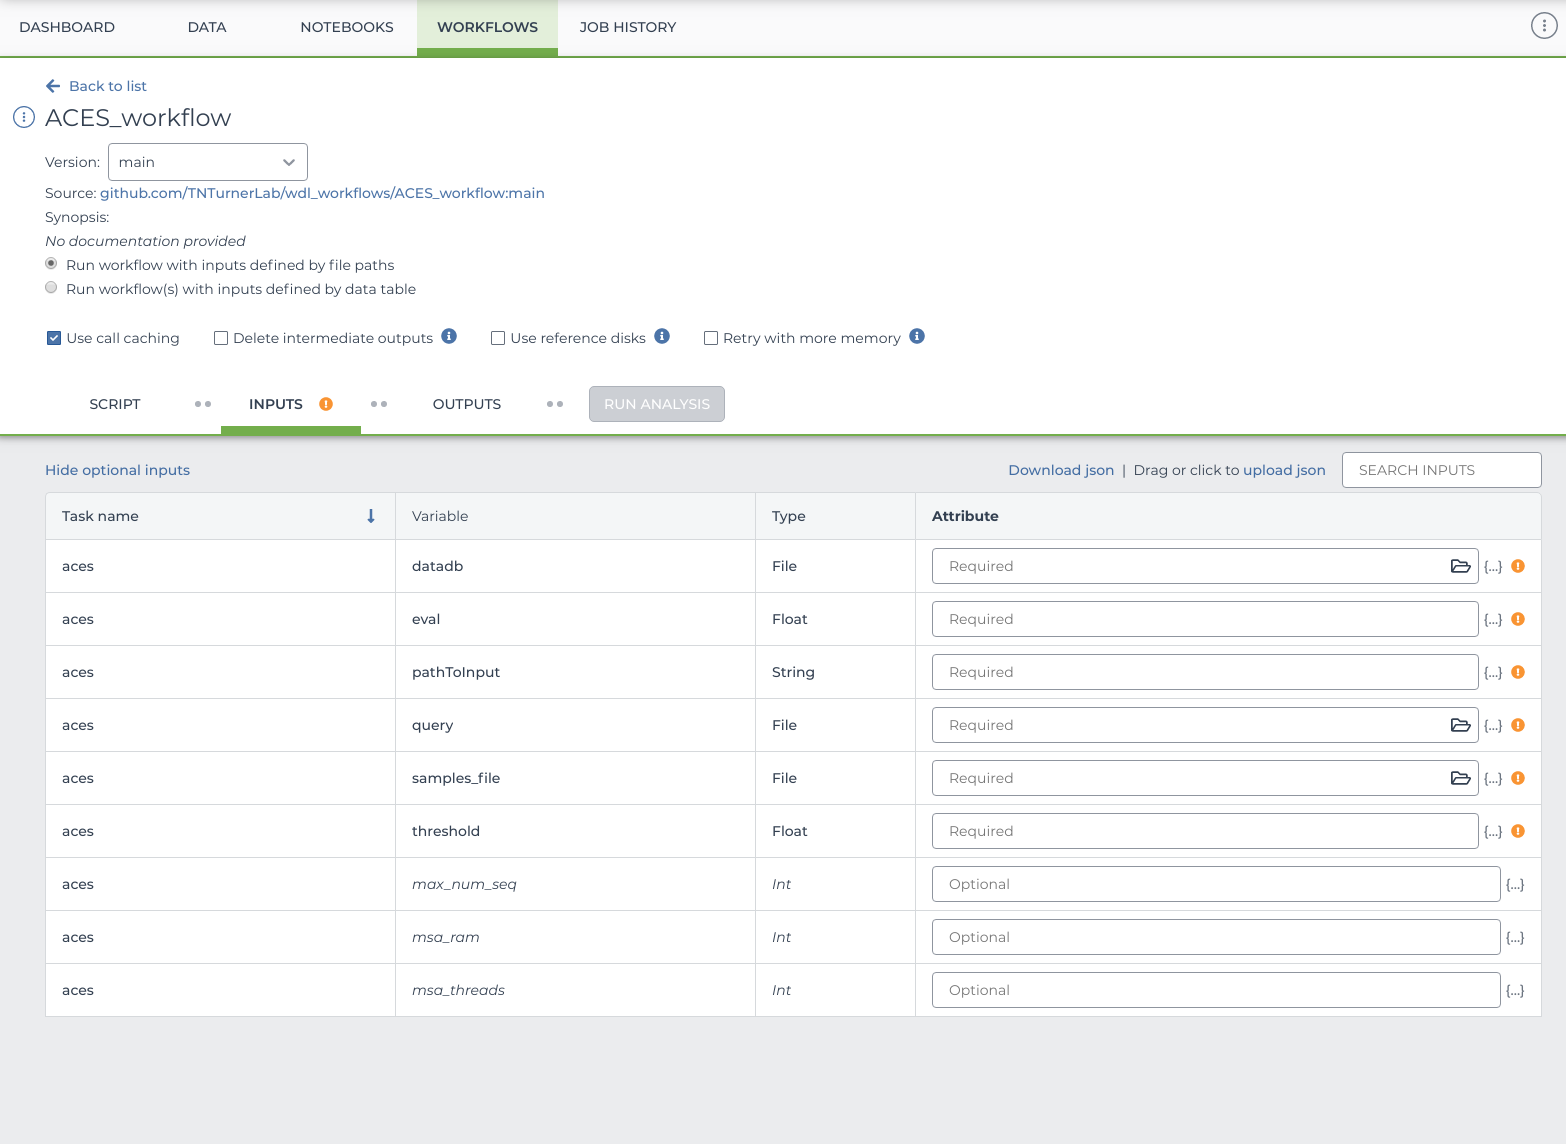 DASHBOARD DATA NOTEBOOKS WORKFLOWS JOB HISTORY
Back to list
ACES_workflow
Version: main
Source: github.com/TNTurnerLab/wdl_workflows/ACES_workflow:main
Synopsis:
No documentation provided
Run workflow with inputs defined by file paths
Run workflow(s) with inputs defined by data table
Use call caching Delete intermediate outputs Use reference disks Retry with more memory
SCRIPT INPUTS OUTPUTS RUN ANALYSIS
Hide optional inputs Download json | Drag or click to upload json SEARCH INPUTS
Task name Variable Type Attribute
aces datadb File Required {...}
aces eval Float Required {...}
aces pathToInput String Required {...}
aces query File Required {...}
aces samples_file File Required {...}
aces threshold Float Required {...}
aces max_num_seq Int Optional {...}
aces msa_ram Int Optional {...}
aces msa_threads Int Optional {...}